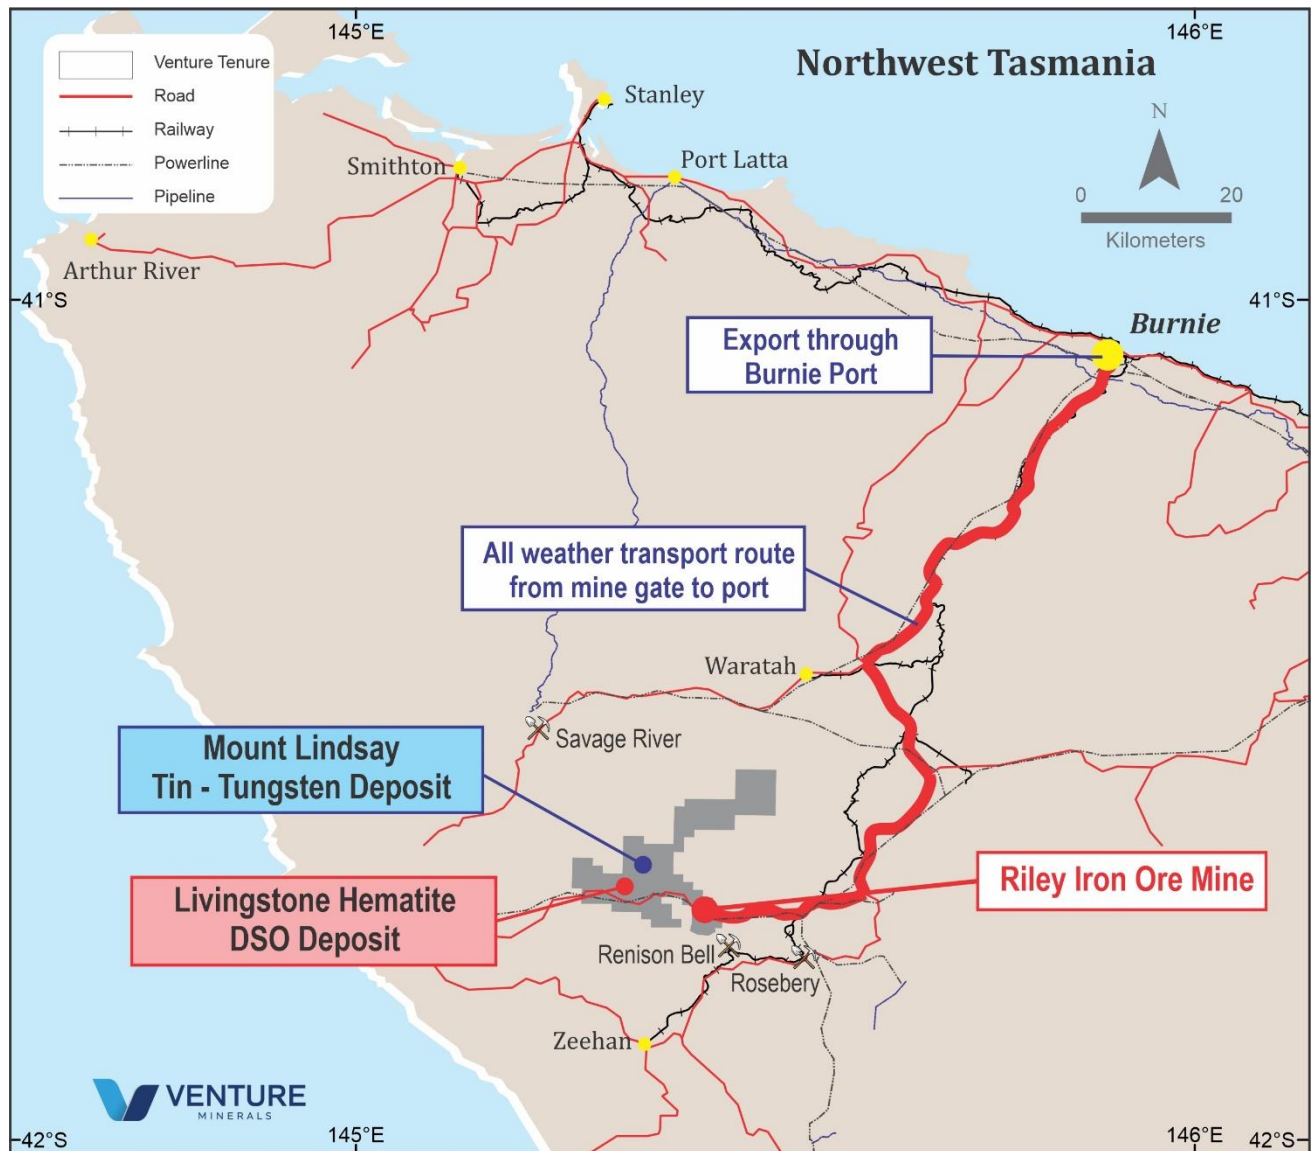 145°E
146°E
Northwest Tasmania
Venture Tenure
Road
Railway
Powerline
Pipeline
N
0
20
Kilometers
Stanley
Smithton
Port Latta
Arthur River
41°S
41°S
Burnie
Export through
Burnie Port
All weather transport route
from mine gate to port
Waratah
Savage River
Mount Lindsay
Tin - Tungsten Deposit
Livingstone Hematite
DSO Deposit
Riley Iron Ore Mine
Renison Bell
Rosebery
Zeehan
VENTURE
MINERALS
42°S
145°E
146°E
42°S